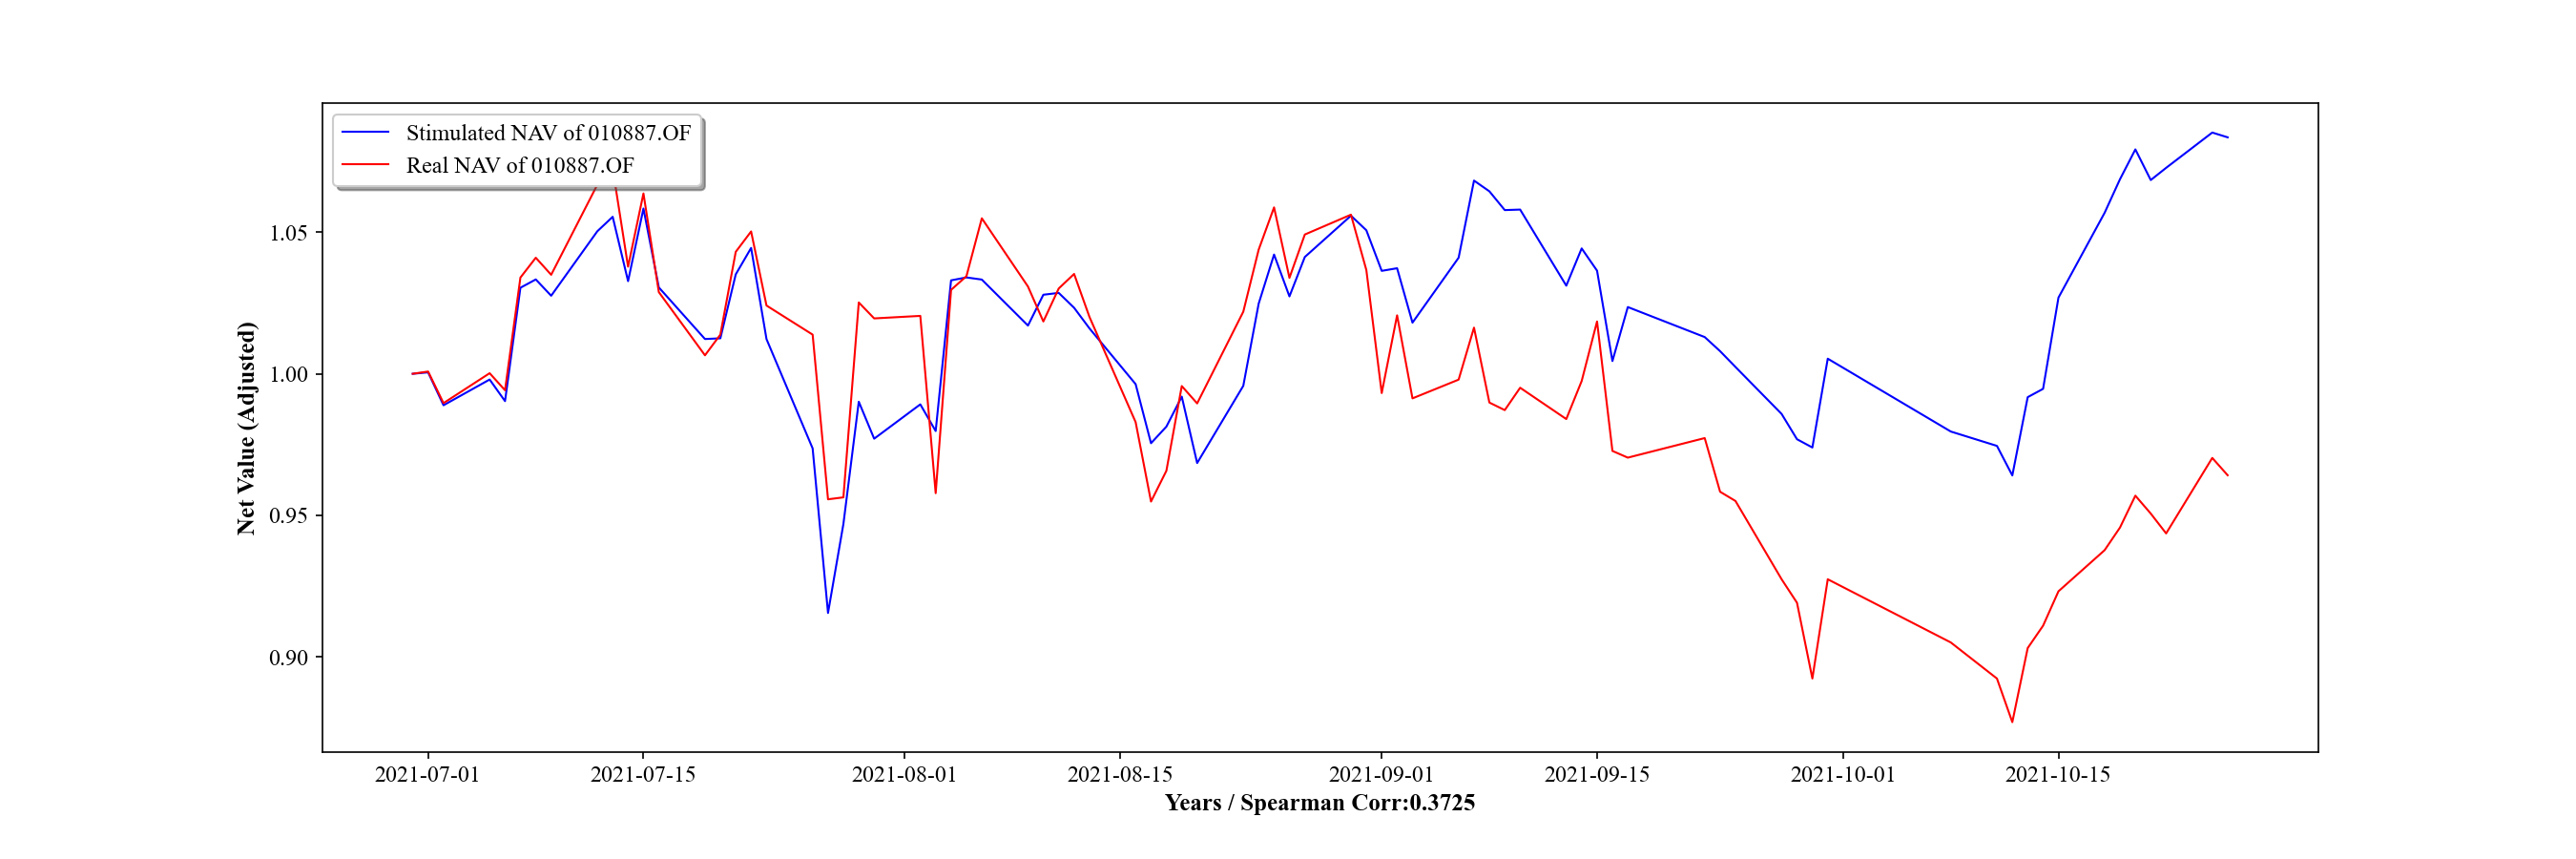 Stimulated NAV of 010887.OF
Real NAV of 010887.OF
Net Value (Adjusted)
1.05
1.00
0.95
0.90
2021-07-01 2021-07-15 2021-08-01 2021-08-15 2021-09-01 2021-09-15 2021-10-01 2021-10-15
Years / Spearman Corr:0.3725